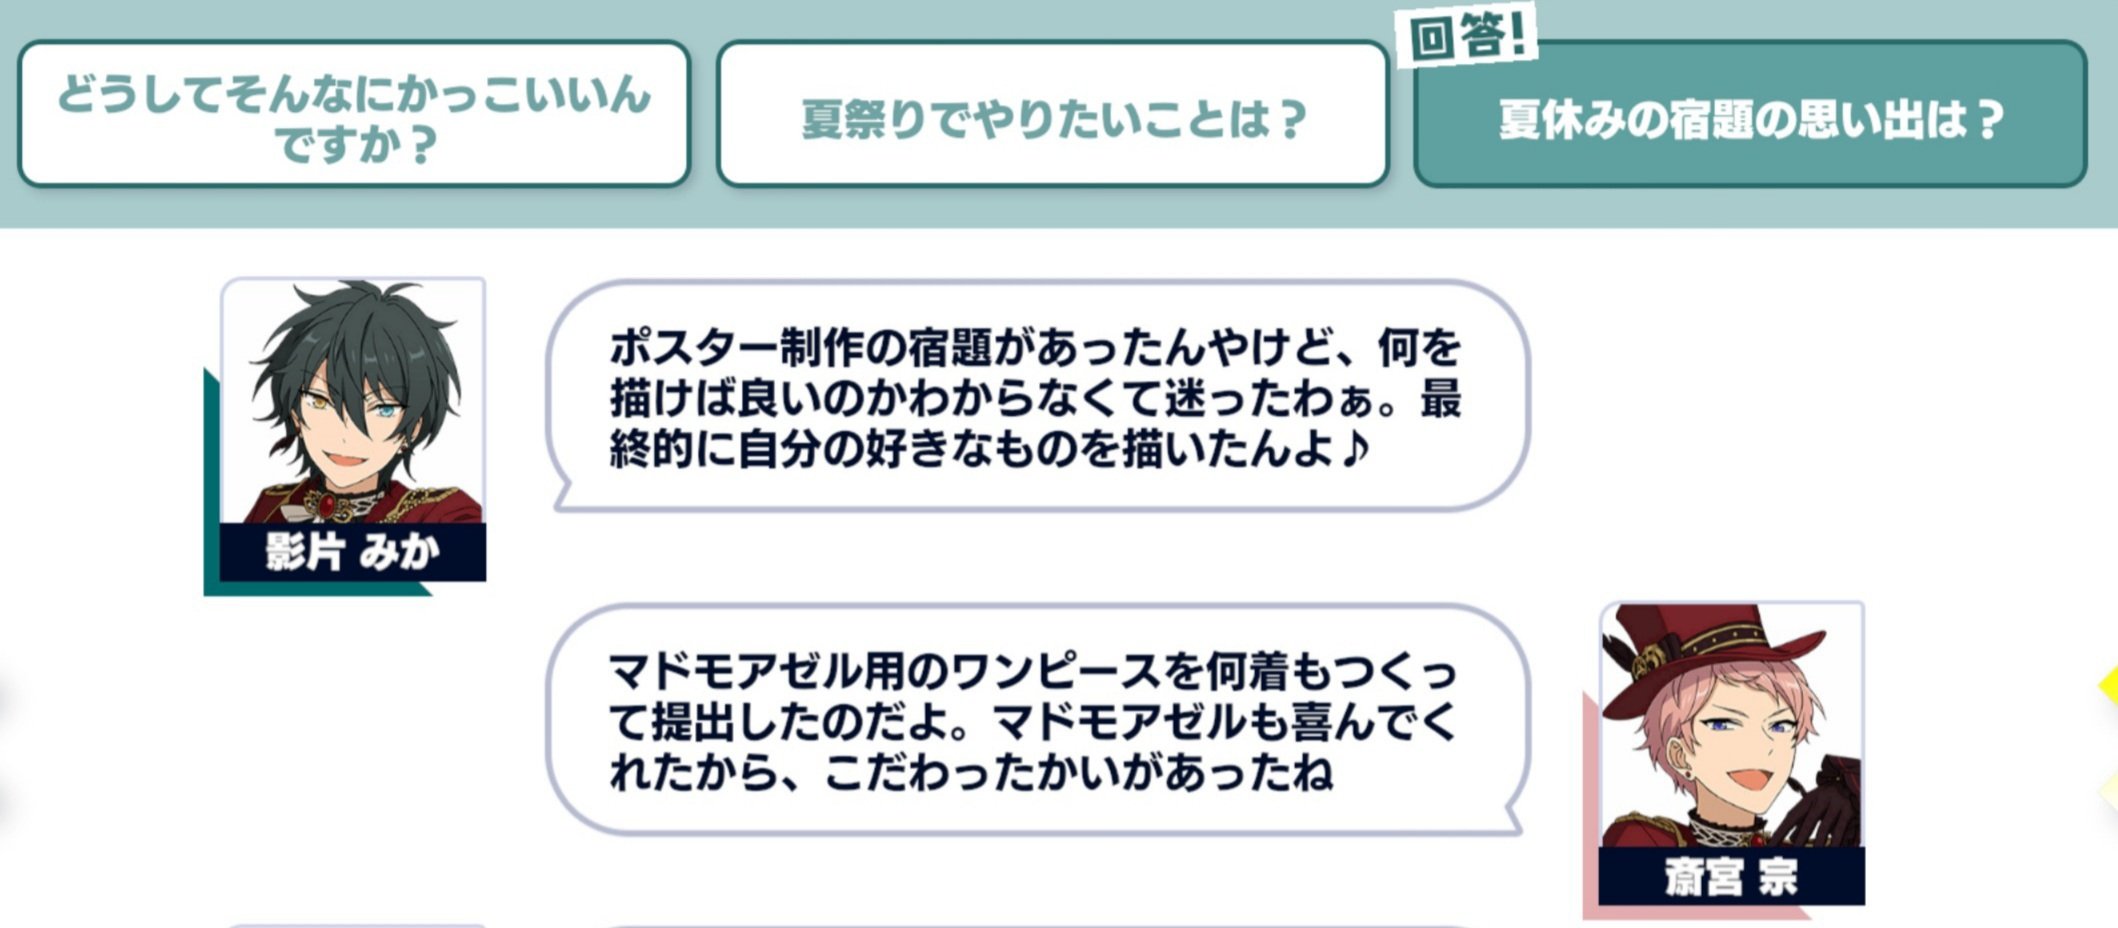 回答!
どうしてそんなにかっこいいん
ですか？
夏祭りでやりたいことは？
夏休みの宿題の思い出は？
ポスター制作の宿題があったんやけど、何を
描けば良いのかわからなくて迷ったわぁ。最
終的に自分の好きなものを描いたんよ♪
影片 みか
マドモアゼル用のワンピースを何着もつくっ
て提出したのだよ。マドモアゼルも喜んでく
れたから、こだわったかいがあったね
斎宮 宗